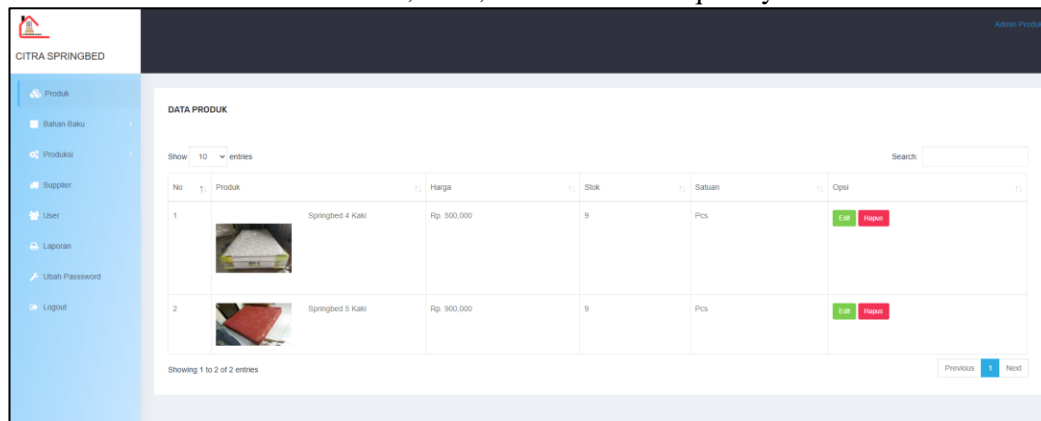 Admin Produk
CITRA SPRINGBED
Produk
Bahan Baku
Produksi
Supplier
User
Laporan
Ubah Passsword
Logout
DATA PRODUK
Show 10 entries
Search:
No Produk Harga Stok Satuan Opsi
1 Springbed 4 Kaki Rp. 500,000 9 Pcs Edit Hapus
2 Springbed 5 Kaki Rp. 900,000 9 Pcs Edit Hapus
Showing 1 to 2 of 2 entries
Previous 1 Next